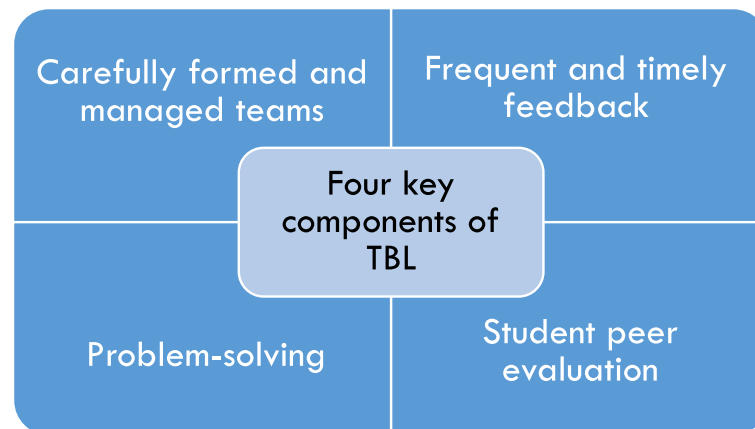 Carefully formed and
managed teams
Frequent and timely
feedback
Four key
components of
TBL
Problem-solving
Student peer
evaluation